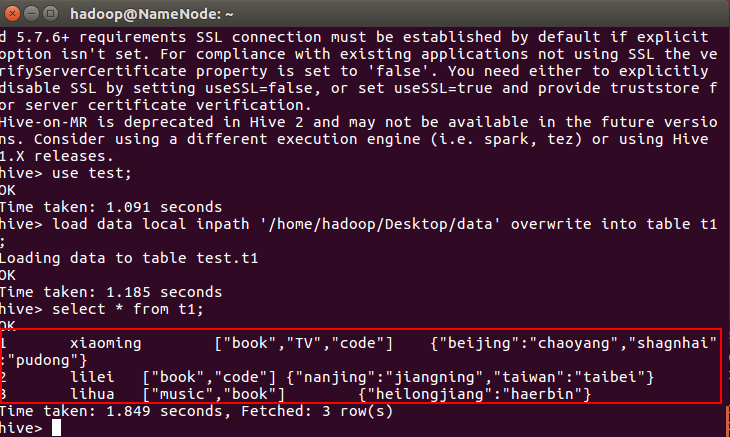 hadoop@NameNode: ~
d 5.7.6+ requirements SSL connection must be established by default if explicit
option isn't set. For compliance with existing applications not using SSL the ve
rifyServerCertificate property is set to 'false'. You need either to explicitly
disable SSL by setting useSSL=false, or set useSSL=true and provide truststore f
or server certificate verification.
Hive-on-MR is deprecated in Hive 2 and may not be available in the future versio
ns. Consider using a different execution engine (i.e. spark, tez) or using Hive
1.X releases.
hive> use test;
OK
Time taken: 1.091 seconds
hive> load data local inpath '/home/hadoop/Desktop/data' overwrite into table t1
;
Loading data to table test.t1
OK
Time taken: 1.185 seconds
hive> select * from t1;
OK
1 xiaoming ["book","TV","code"] {"beijing":"chaoyang","shagnhai"
:"pudong"}
2 lilei ["book","code"] {"nanjing":"jiangning","taiwan":"taibei"}
3 lihua ["music","book"] {"heilongjiang":"haerbin"}
Time taken: 1.849 seconds, Fetched: 3 row(s)
hive>